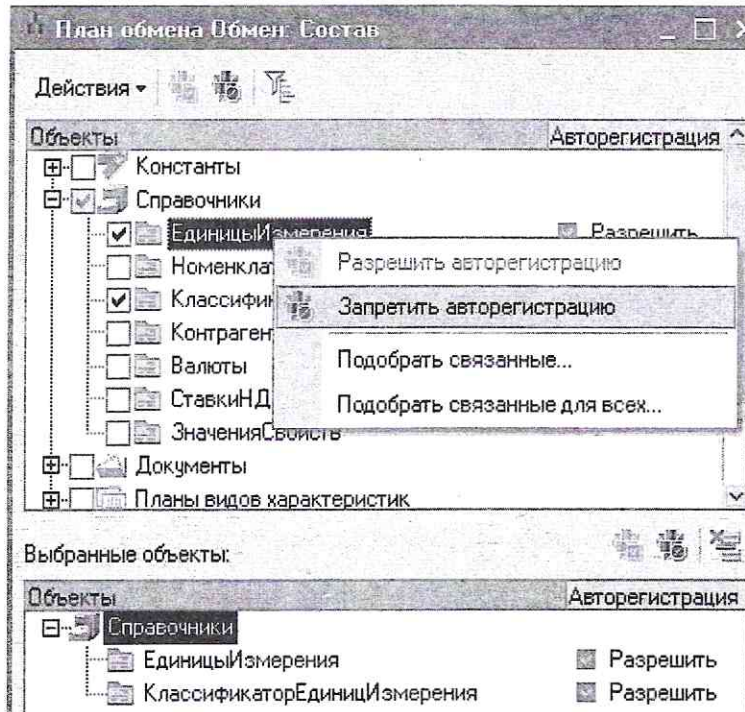 План обмена Обмен: Состав
Действия
Объекты Авторегистрация
Константы
Справочники
ЕдиницыИзмерения Разрешить
Номенкла
Разрешить авторегистрацию
Классифи
Запретить авторегистрацию
Контраген
Валюты
Подобрать связанные...
СтавкиНД
Подобрать связанные для всех...
ЗначенияСвойств
Документы
Планы видов характеристик
Выбранные объекты:
Объекты Авторегистрация
Справочники
ЕдиницыИзмерения Разрешить
КлассификаторЕдиницИзмерения Разрешить